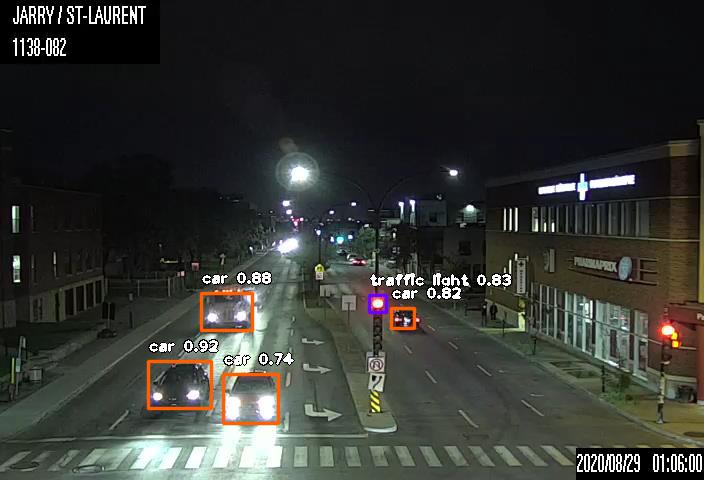 JARRY / ST-LAURENT
1138-082
car 0.88
traffic light 0.83
car 0.82
car 0.92
car 0.74
PHARMAPRIX
2020/08/29 01:06:00